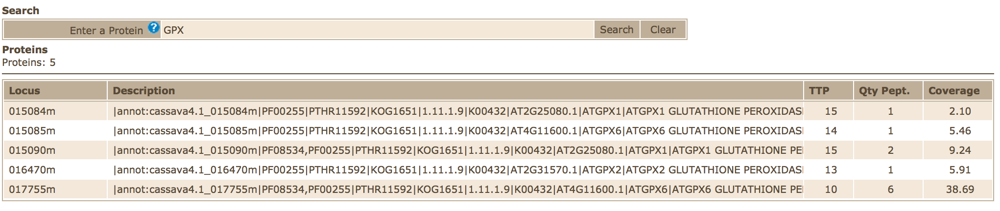 Search
Enter a Protein ? GPX Search Clear
Proteins
Proteins: 5
Locus Description TTP Qty Pept. Coverage
015084m |annot:cassava4.1_015084m|PF00255|PTHR11592|KOG1651|1.11.1.9|K00432|AT2G25080.1|ATGPX1|ATGPX1 GLUTATHIONE PEROXIDAS 15 1 2.10
015085m |annot:cassava4.1_015085m|PF00255|PTHR11592|KOG1651|1.11.1.9|K00432|AT4G11600.1|ATGPX6|ATGPX6 GLUTATHIONE PEROXIDAS 14 1 5.46
015090m |annot:cassava4.1_015090m|PF08534,PF00255|PTHR11592|KOG1651|1.11.1.9|K00432|AT2G25080.1|ATGPX1|ATGPX1 GLUTATHIONE PE 15 2 9.24
016470m |annot:cassava4.1_016470m|PF00255|PTHR11592|KOG1651|1.11.1.9|K00432|AT2G31570.1|ATGPX2|ATGPX2 GLUTATHIONE PEROXIDAS 13 1 5.91
017755m |annot:cassava4.1_017755m|PF08534,PF00255|PTHR11592|KOG1651|1.11.1.9|K00432|AT4G11600.1|ATGPX6|ATGPX6 GLUTATHIONE PE 10 6 38.69